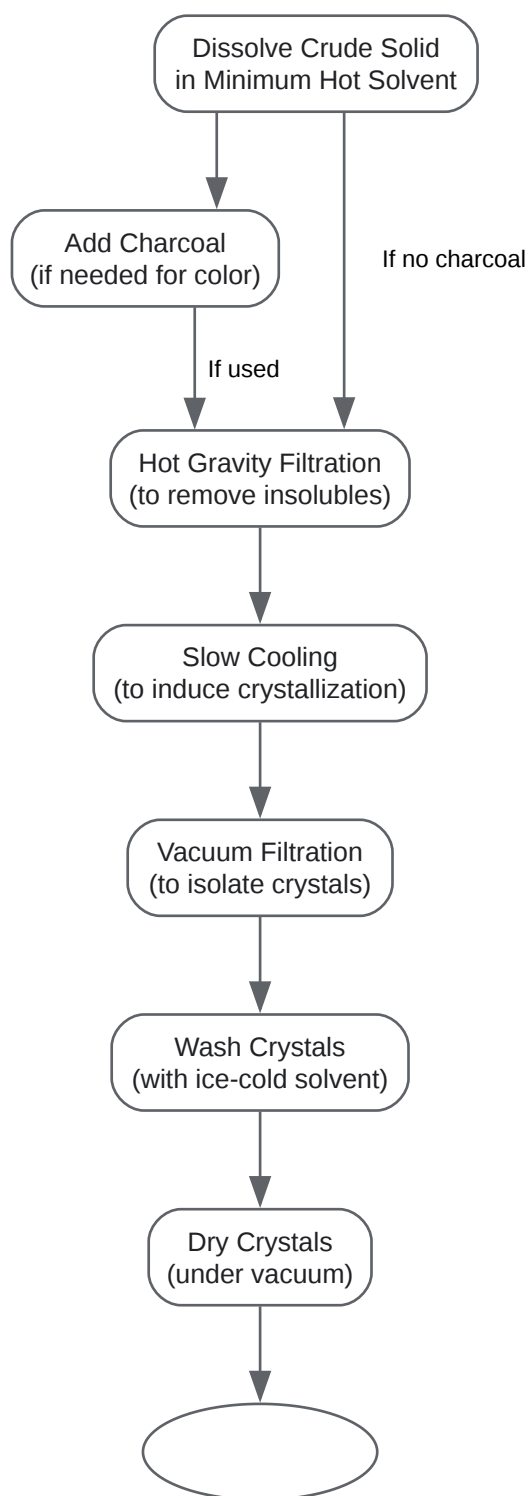 Dissolve Crude Solid
in Minimum Hot Solvent
Add Charcoal
(if needed for color)
If no charcoal
If used
Hot Gravity Filtration
(to remove insolubles)
Slow Cooling
(to induce crystallization)
Vacuum Filtration
(to isolate crystals)
Wash Crystals
(with ice-cold solvent)
Dry Crystals
(under vacuum)